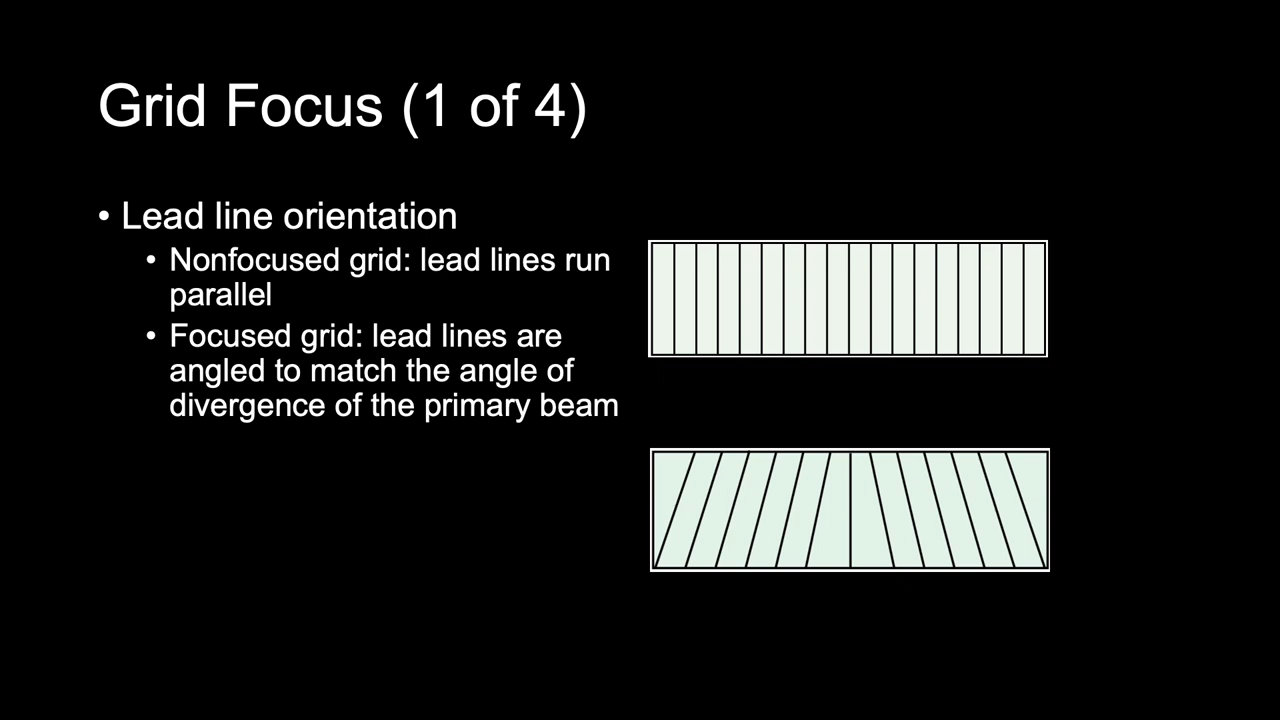 Grid Focus (1 of 4)
• Lead line orientation
• Nonfocused grid: lead lines run
parallel
• Focused grid: lead lines are
angled to match the angle of
divergence of the primary beam